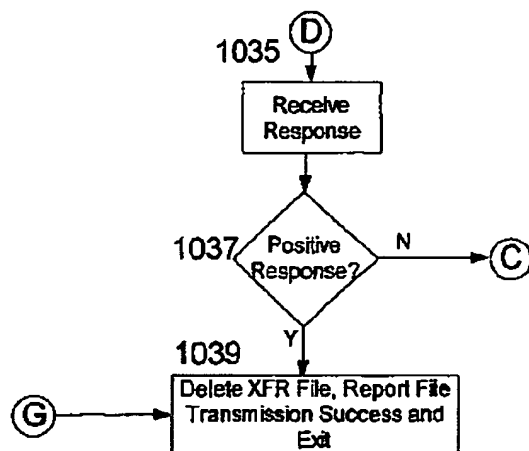 D
1035
Receive
Response
1037
Positive
Response?
N
C
Y
1039
Delete XFR File, Report File
Transmission Success and
Exit
G